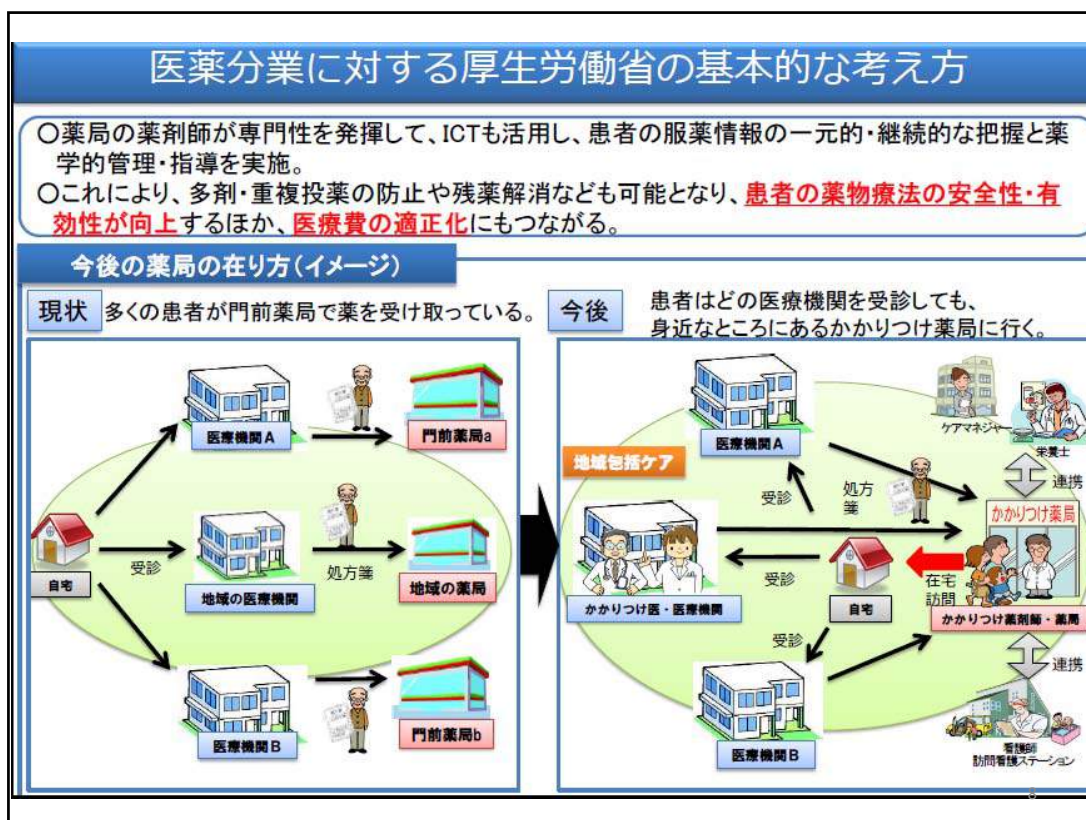 医薬分業に対する厚生労働省の基本的な考え方
○薬局の薬剤師が専門性を発揮して、ICTも活用し、患者の服薬情報の一元的・継続的な把握と薬
学的管理・指導を実施。
○これにより、多剤・重複投薬の防止や残薬解消なども可能となり、患者の薬物療法の安全性・有
効性が向上するほか、医療費の適正化にもつながる。
今後の薬局の在り方(イメージ)
現状
多くの患者が門前薬局で薬を受け取っている。
医療機関A
門前薬局a
自宅
受診
地域の医療機関
処方箋
地域の薬局
医療機関B
門前薬局b
今後
患者はどの医療機関を受診しても、
身近なところにあるかかりつけ薬局に行く。
医療機関A
ケアマネジャー
栄養士
地域包括ケア
受診
処方
箋
連携
かかりつけ薬局
かかりつけ医・医療機関
受診
自宅
在宅
訪問
かかりつけ薬剤師・薬局
受診
連携
医療機関B
看護師
訪問看護ステーション